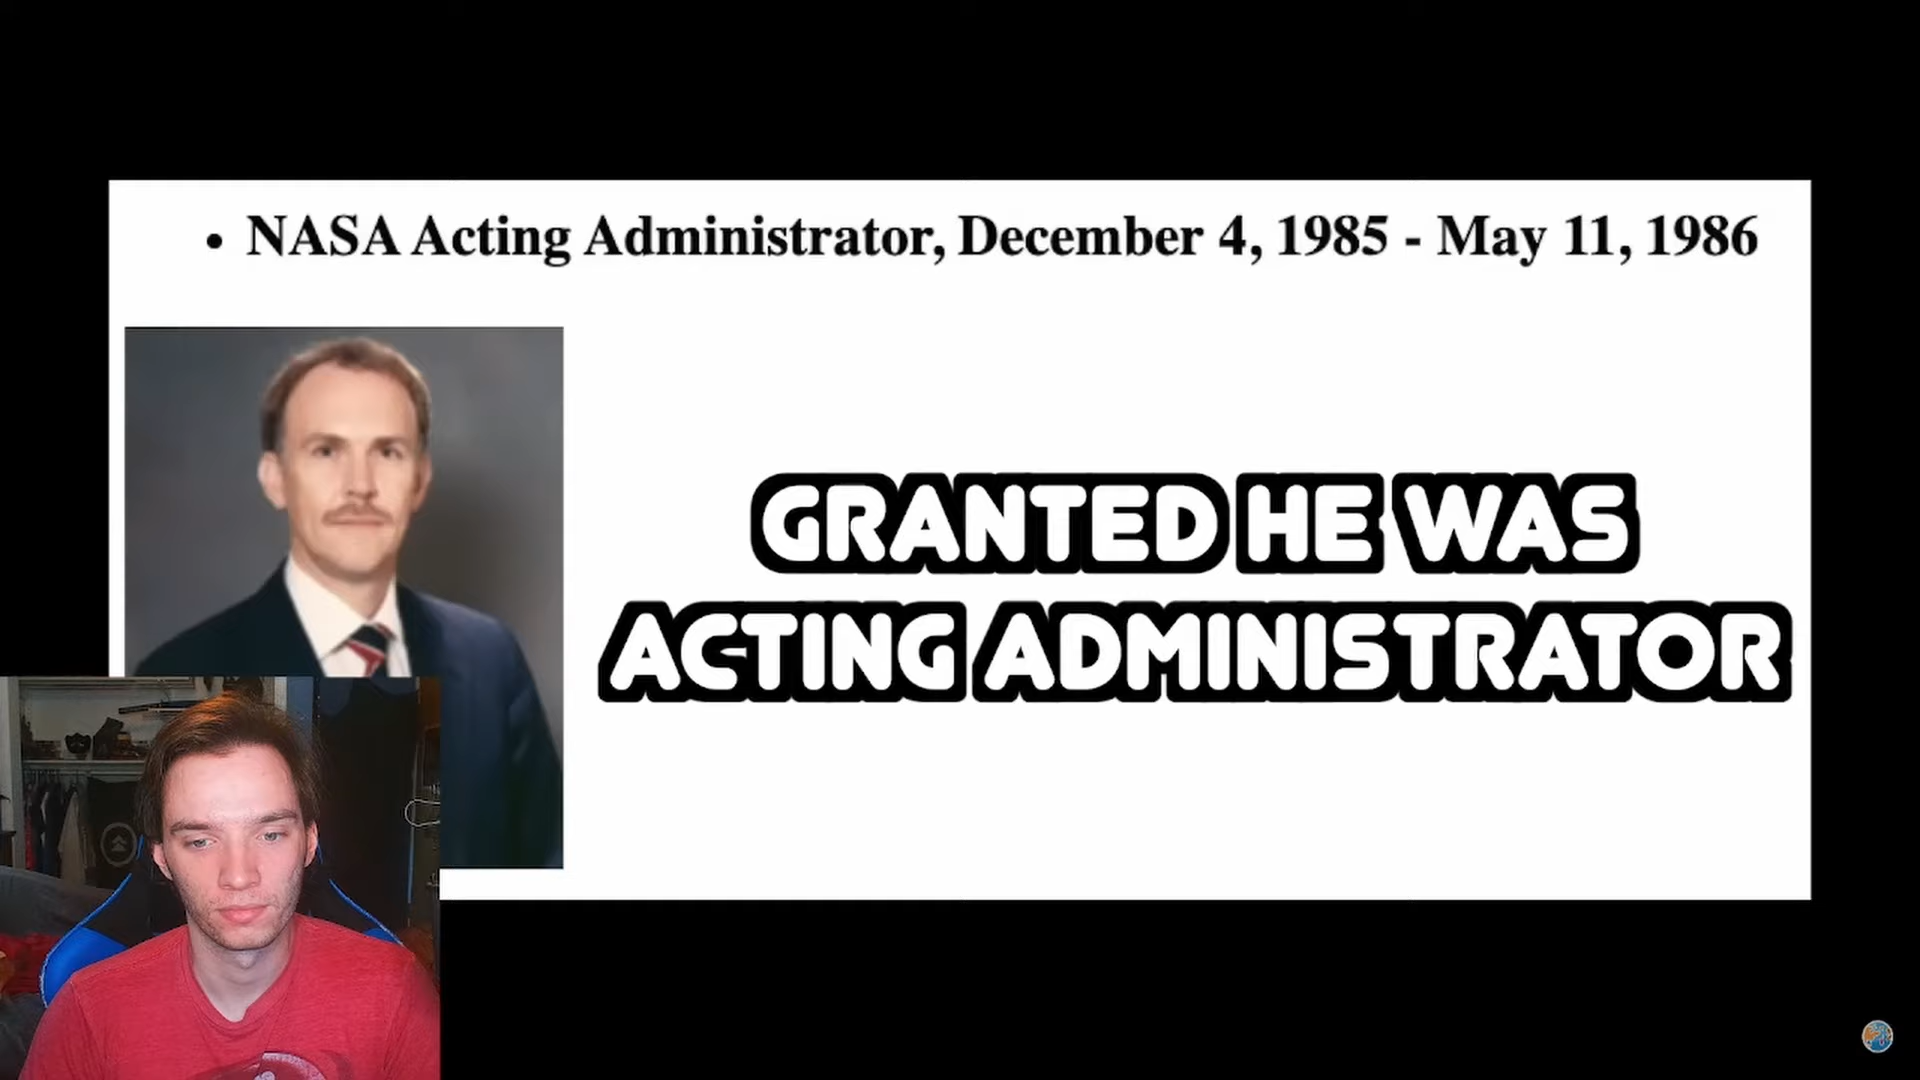 • NASA Acting Administrator, December 4, 1985 - May 11, 1986
GRANTED HE WAS
ACTING ADMINISTRATOR